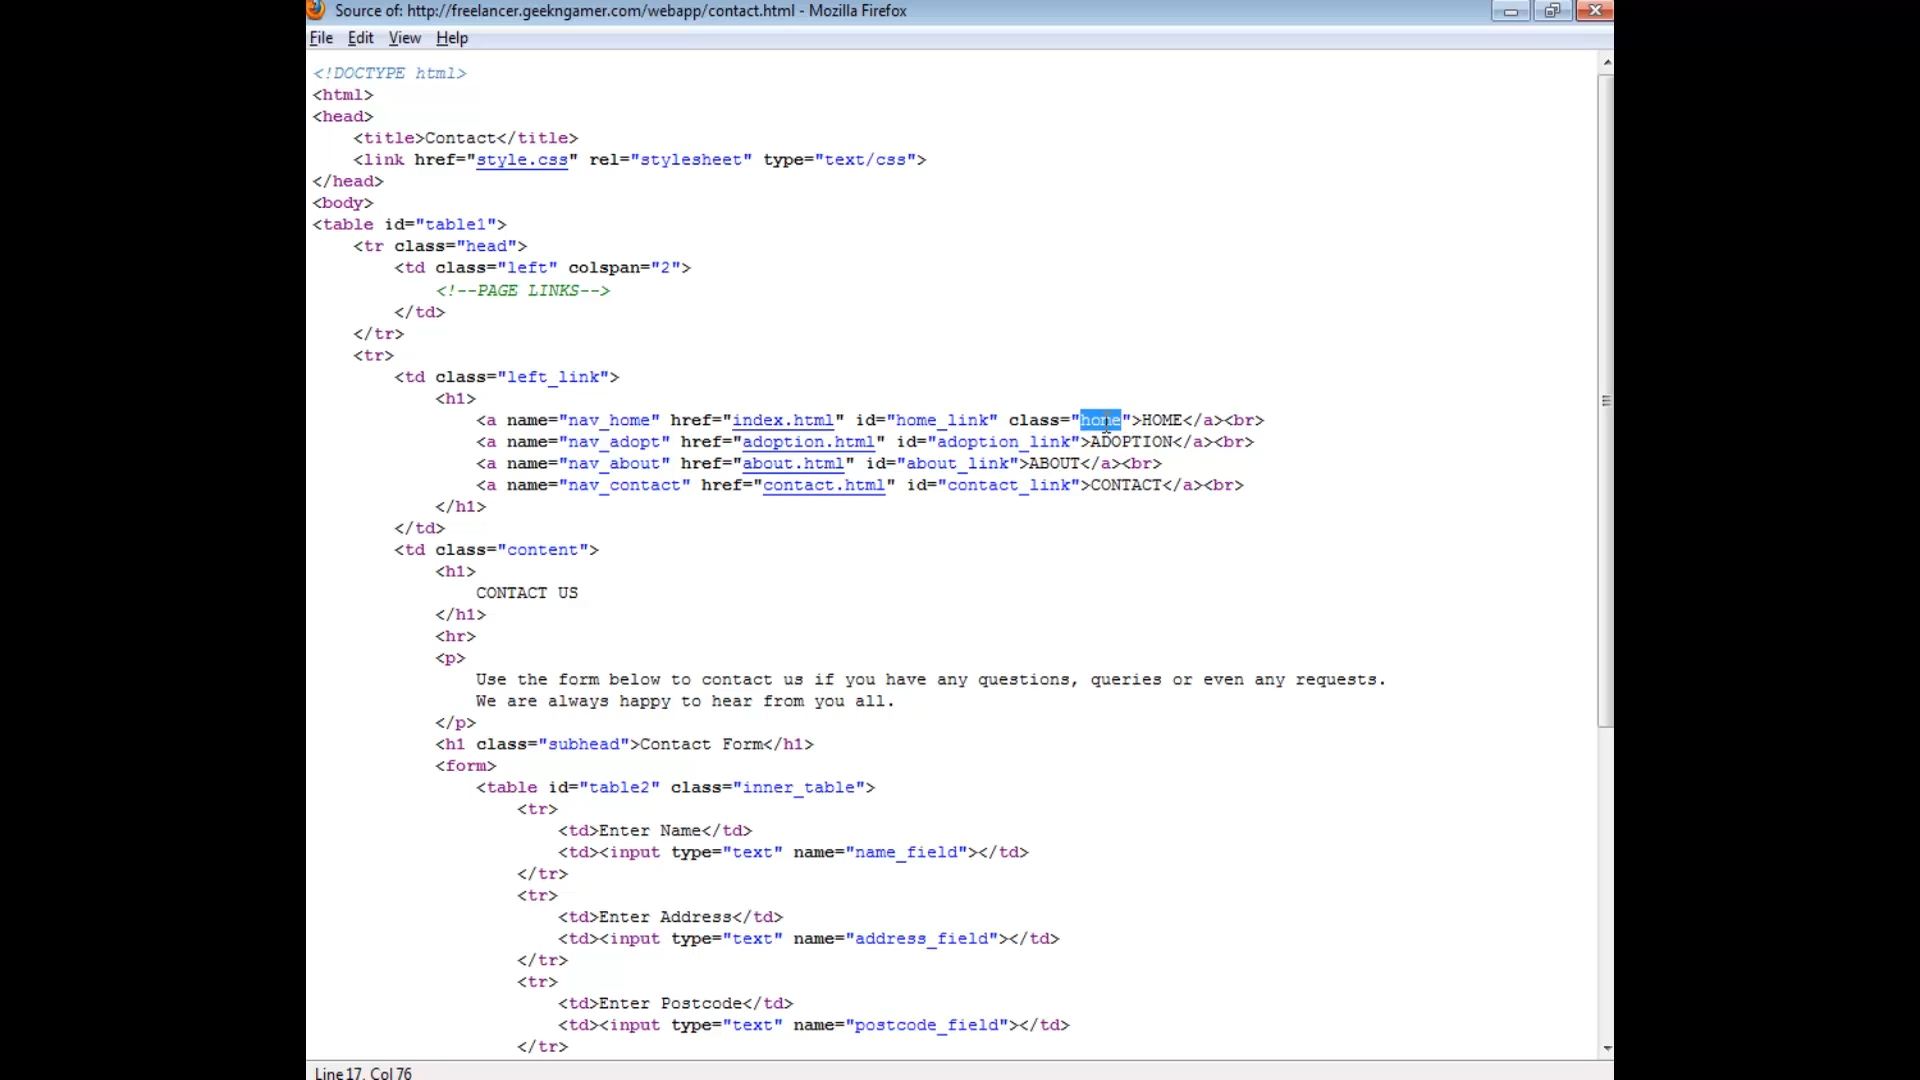 Source of: http://freelancer.geekngamer.com/webapp/contact.html - Mozilla Firefox
File Edit View Help
<!DOCTYPE html>
<html>
<head>
    <title>Contact</title>
    <link href="style.css" rel="stylesheet" type="text/css">
</head>
<body>
<table id="table1">
    <tr class="head">
        <td class="left" colspan="2">
            <!--PAGE LINKS-->
        </td>
    </tr>
    <tr>
        <td class="left_link">
            <h1>
                <a name="nav_home" href="index.html" id="home_link" class="home">HOME</a><br>
                <a name="nav_adopt" href="adoption.html" id="adoption_link">ADOPTION</a><br>
                <a name="nav_about" href="about.html" id="about_link">ABOUT</a><br>
                <a name="nav_contact" href="contact.html" id="contact_link">CONTACT</a><br>
            </h1>
        </td>
        <td class="content">
            <h1>
                CONTACT US
            </h1>
            <hr>
            <p>
                Use the form below to contact us if you have any questions, queries or even any requests.
                We are always happy to hear from you all.
            </p>
            <h1 class="subhead">Contact Form</h1>
            <form>
                <table id="table2" class="inner_table">
                    <tr>
                        <td>Enter Name</td>
                        <td><input type="text" name="name_field"></td>
                    </tr>
                    <tr>
                        <td>Enter Address</td>
                        <td><input type="text" name="address_field"></td>
                    </tr>
                    <tr>
                        <td>Enter Postcode</td>
                        <td><input type="text" name="postcode_field"></td>
                    </tr>
Line 17, Col 76